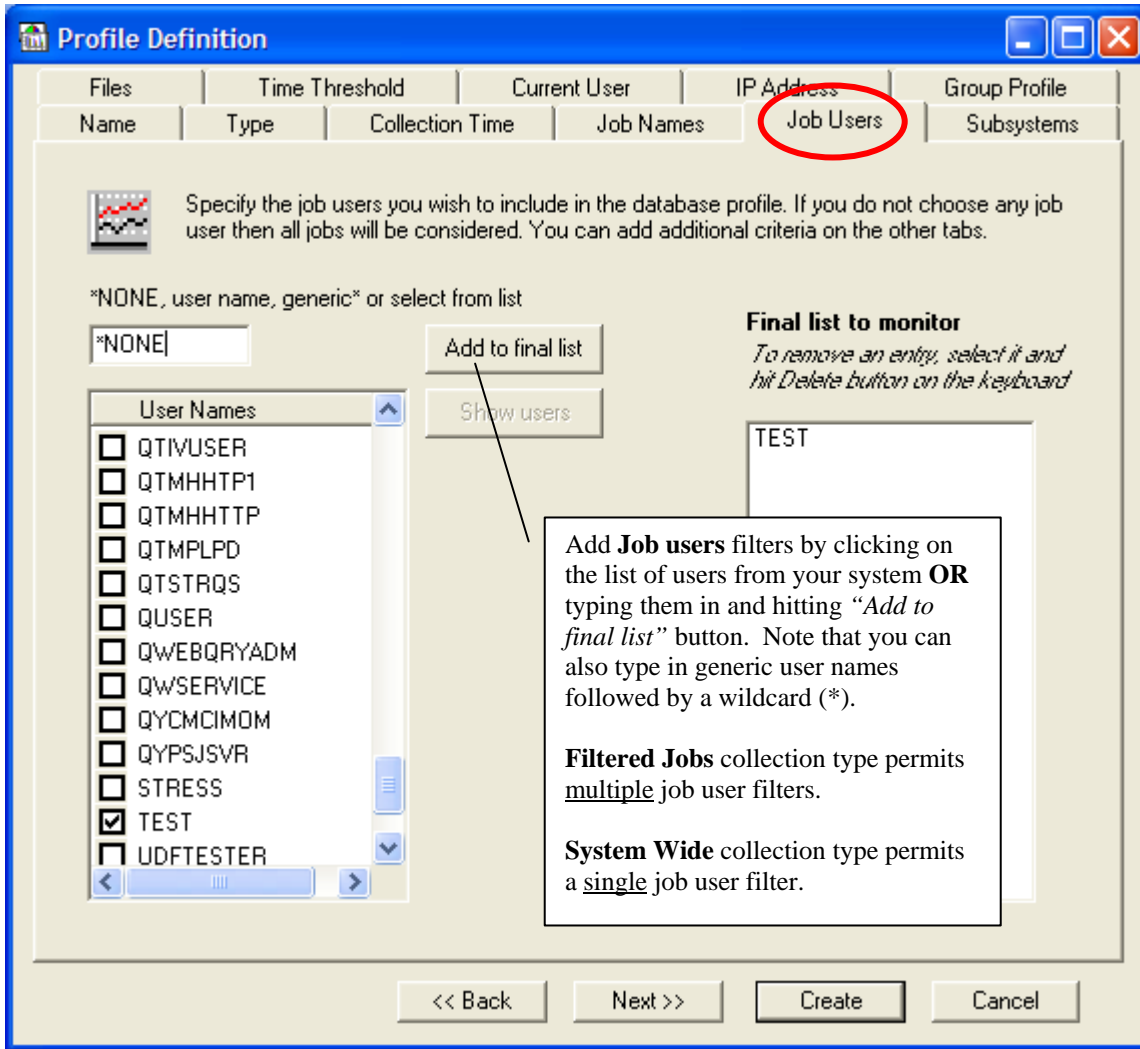 Profile Definition
Files Time Threshold Current User IP Address Group Profile
Name Type Collection Time Job Names Job Users Subsystems
Specify the job users you wish to include in the database profile. If you do not choose any job
user then all jobs will be considered. You can add additional criteria on the other tabs.
*NONE, user name, generic* or select from list
*NONE
Add to final list
Show users
User Names
QTIVUSER
QTMHHTP1
QTMHHTTP
QTMPLPD
QTSTRQS
QUSER
QWEBQRYADM
QWSERVICE
QYCMCIMOM
QYPSJSVR
STRESS
TEST
UDFTESTER
Final list to monitor
To remove an entry, select it and
hit Delete button on the keyboard
TEST
Add Job users filters by clicking on
the list of users from your system OR
typing them in and hitting “Add to
final list” button. Note that you can
also type in generic user names
followed by a wildcard (*).
Filtered Jobs collection type permits
multiple job user filters.
System Wide collection type permits
a single job user filter.
<< Back Next >> Create Cancel